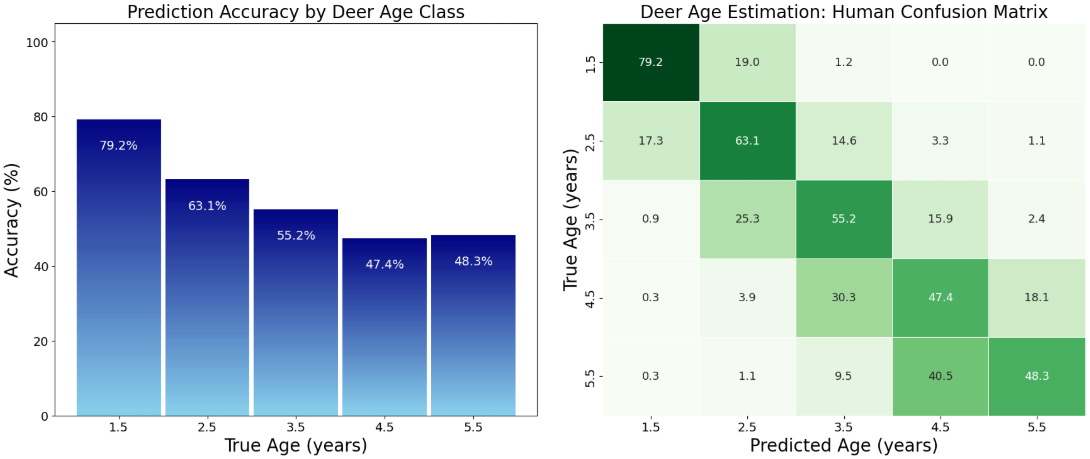 Prediction Accuracy by Deer Age Class
Accuracy (%)
100
80
60
40
20
0
79.2%
63.1%
55.2%
47.4%
48.3%
1.5 2.5 3.5 4.5 5.5
True Age (years)
Deer Age Estimation: Human Confusion Matrix
True Age (years)
1.5 79.2 19.0 1.2 0.0 0.0
2.5 17.3 63.1 14.6 3.3 1.1
3.5 0.9 25.3 55.2 15.9 2.4
4.5 0.3 3.9 30.3 47.4 18.1
5.5 0.3 1.1 9.5 40.5 48.3
1.5 2.5 3.5 4.5 5.5
Predicted Age (years)